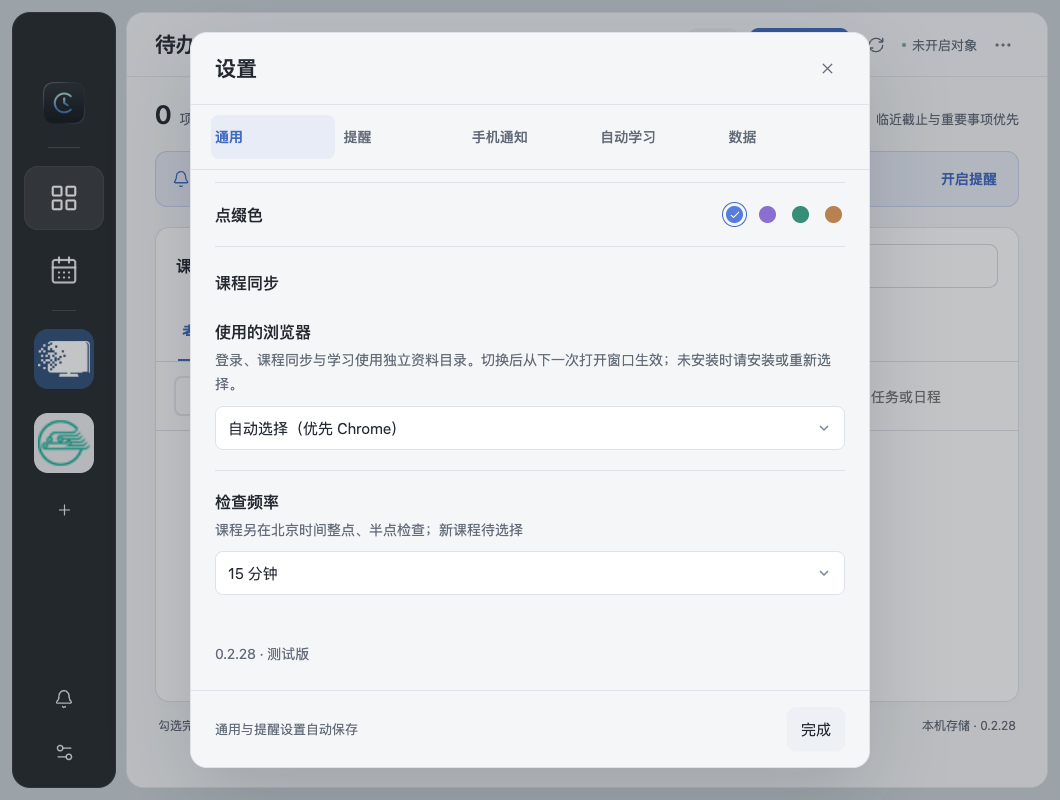 待办
未开启对象
0 项
临近截止与重要事项优先
开启提醒
课
任务或日程
设置
通用
提醒
手机通知
自动学习
数据
点缀色
课程同步
使用的浏览器
登录、课程同步与学习使用独立资料目录。切换后从下一次打开窗口生效；未安装时请安装或重新选
择。
自动选择（优先 Chrome）
检查频率
课程另在北京时间整点、半点检查；新课程待选择
15 分钟
0.2.28 · 测试版
通用与提醒设置自动保存
完成
勾选完
本机存储 · 0.2.28